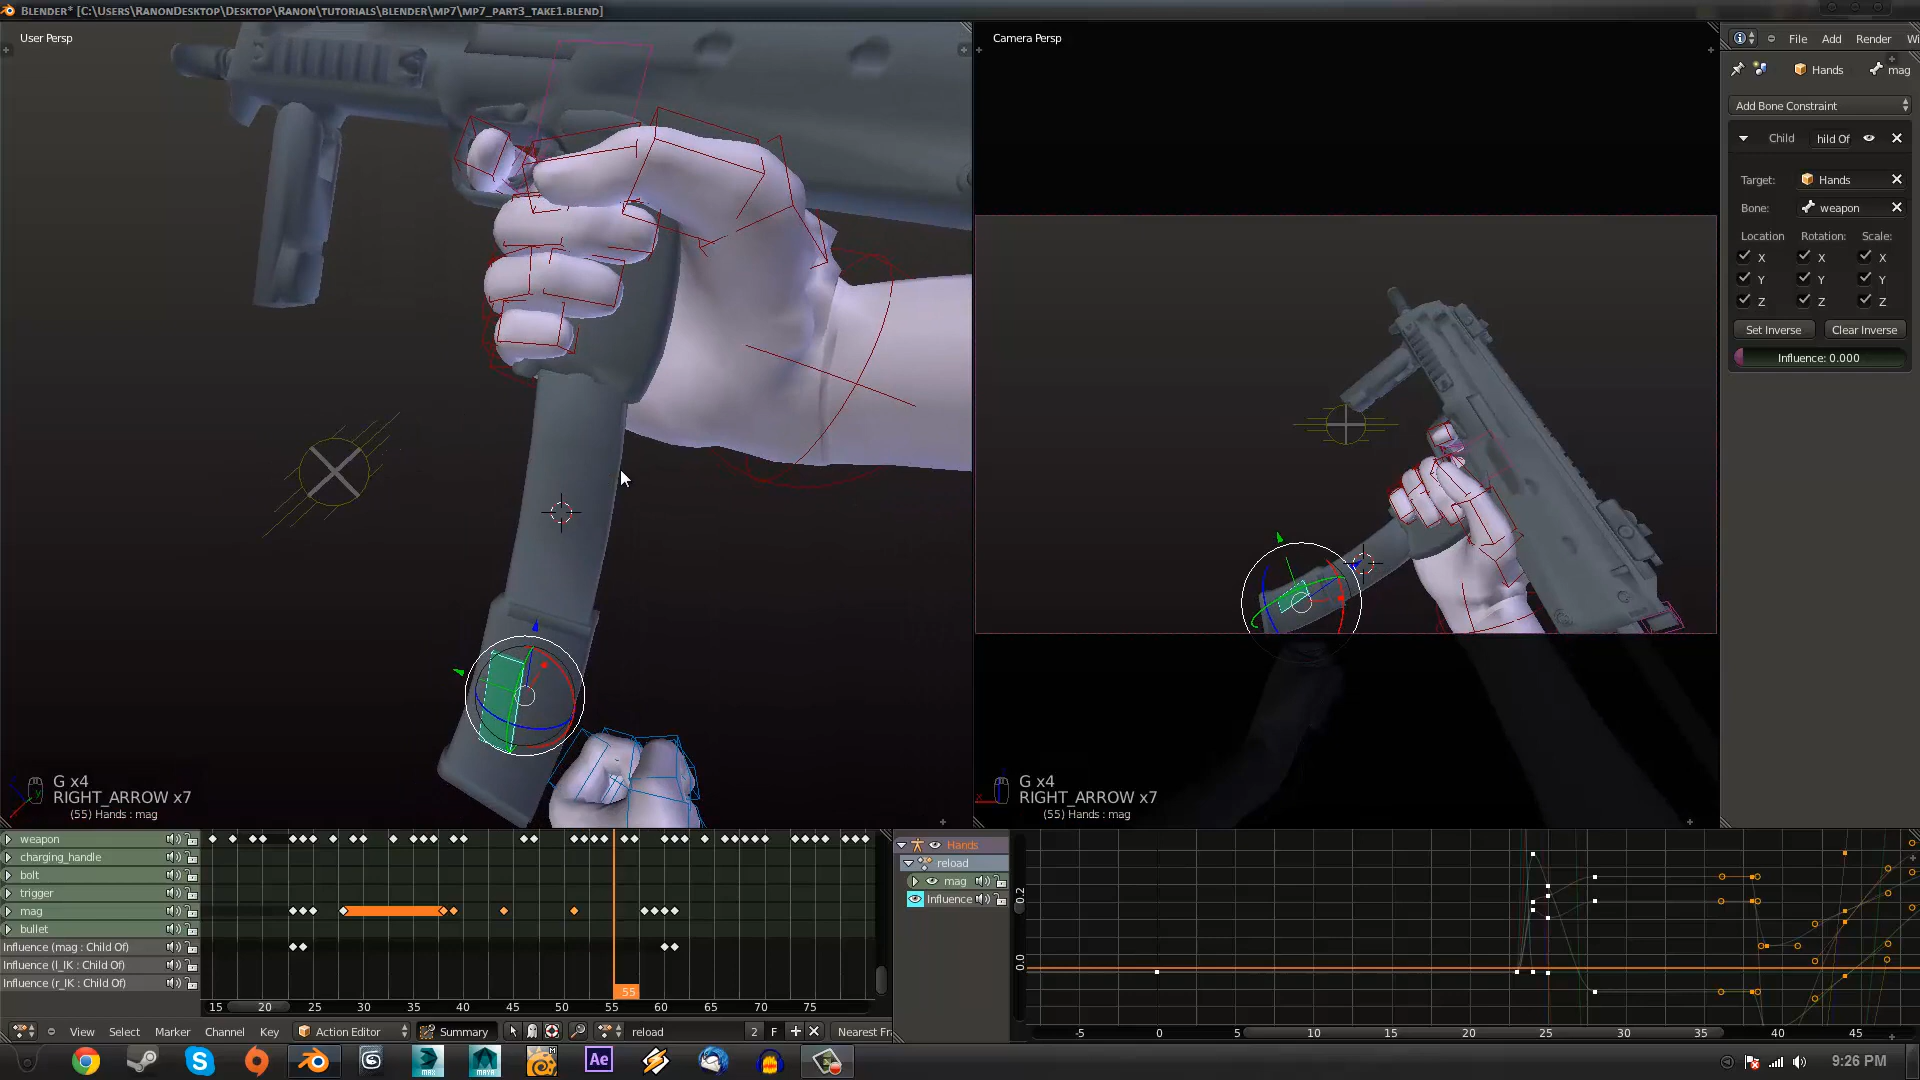 BLENDER* [C:\USERS\RANONDESKTOP\DESKTOP\RANON\TUTORIALS\BLENDER\MP7\MP7_PART3_TAKE1.BLEND]
User Persp
Camera Persp
File Add Render Wi
Hands mag
Add Bone Constraint
Child hild Of
Target: Hands
Bone: weapon
Location Rotation: Scale:
X X X
Y Y Y
Z Z Z
Set Inverse Clear Inverse
Influence: 0.000
G x4
RIGHT_ARROW x7
(55) Hands : mag
G x4
RIGHT_ARROW x7
(55) Hands : mag
weapon
charging_handle
bolt
trigger
mag
bullet
Influence (mag : Child Of)
Influence (l_IK : Child Of)
Influence (r_IK : Child Of)
55
15 20 25 30 35 40 45 50 55 60 65 70 75
View Select Marker Channel Key Action Editor Summary reload 2 F Nearest Fra
Hands
reload
mag
Influence
0.2
0.0
-5 0 5 10 15 20 25 30 35 40 45
Ae
MAX
MAYA
9:26 PM